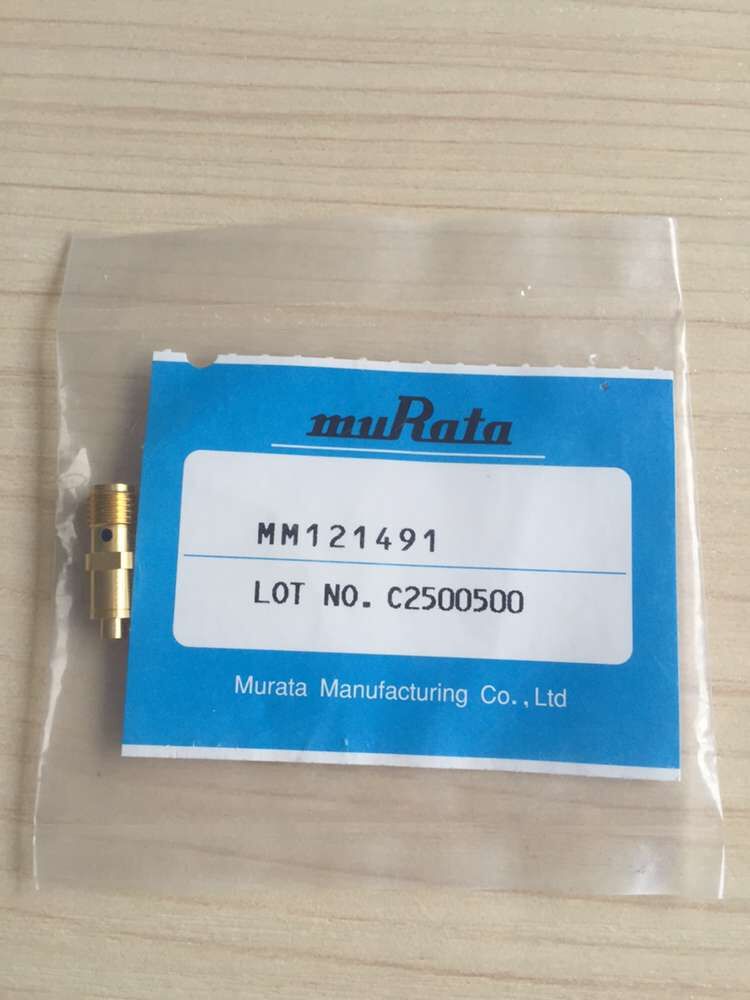 muRata
MM121491
LOT NO. C2500500
Murata Manufacturing Co., Ltd